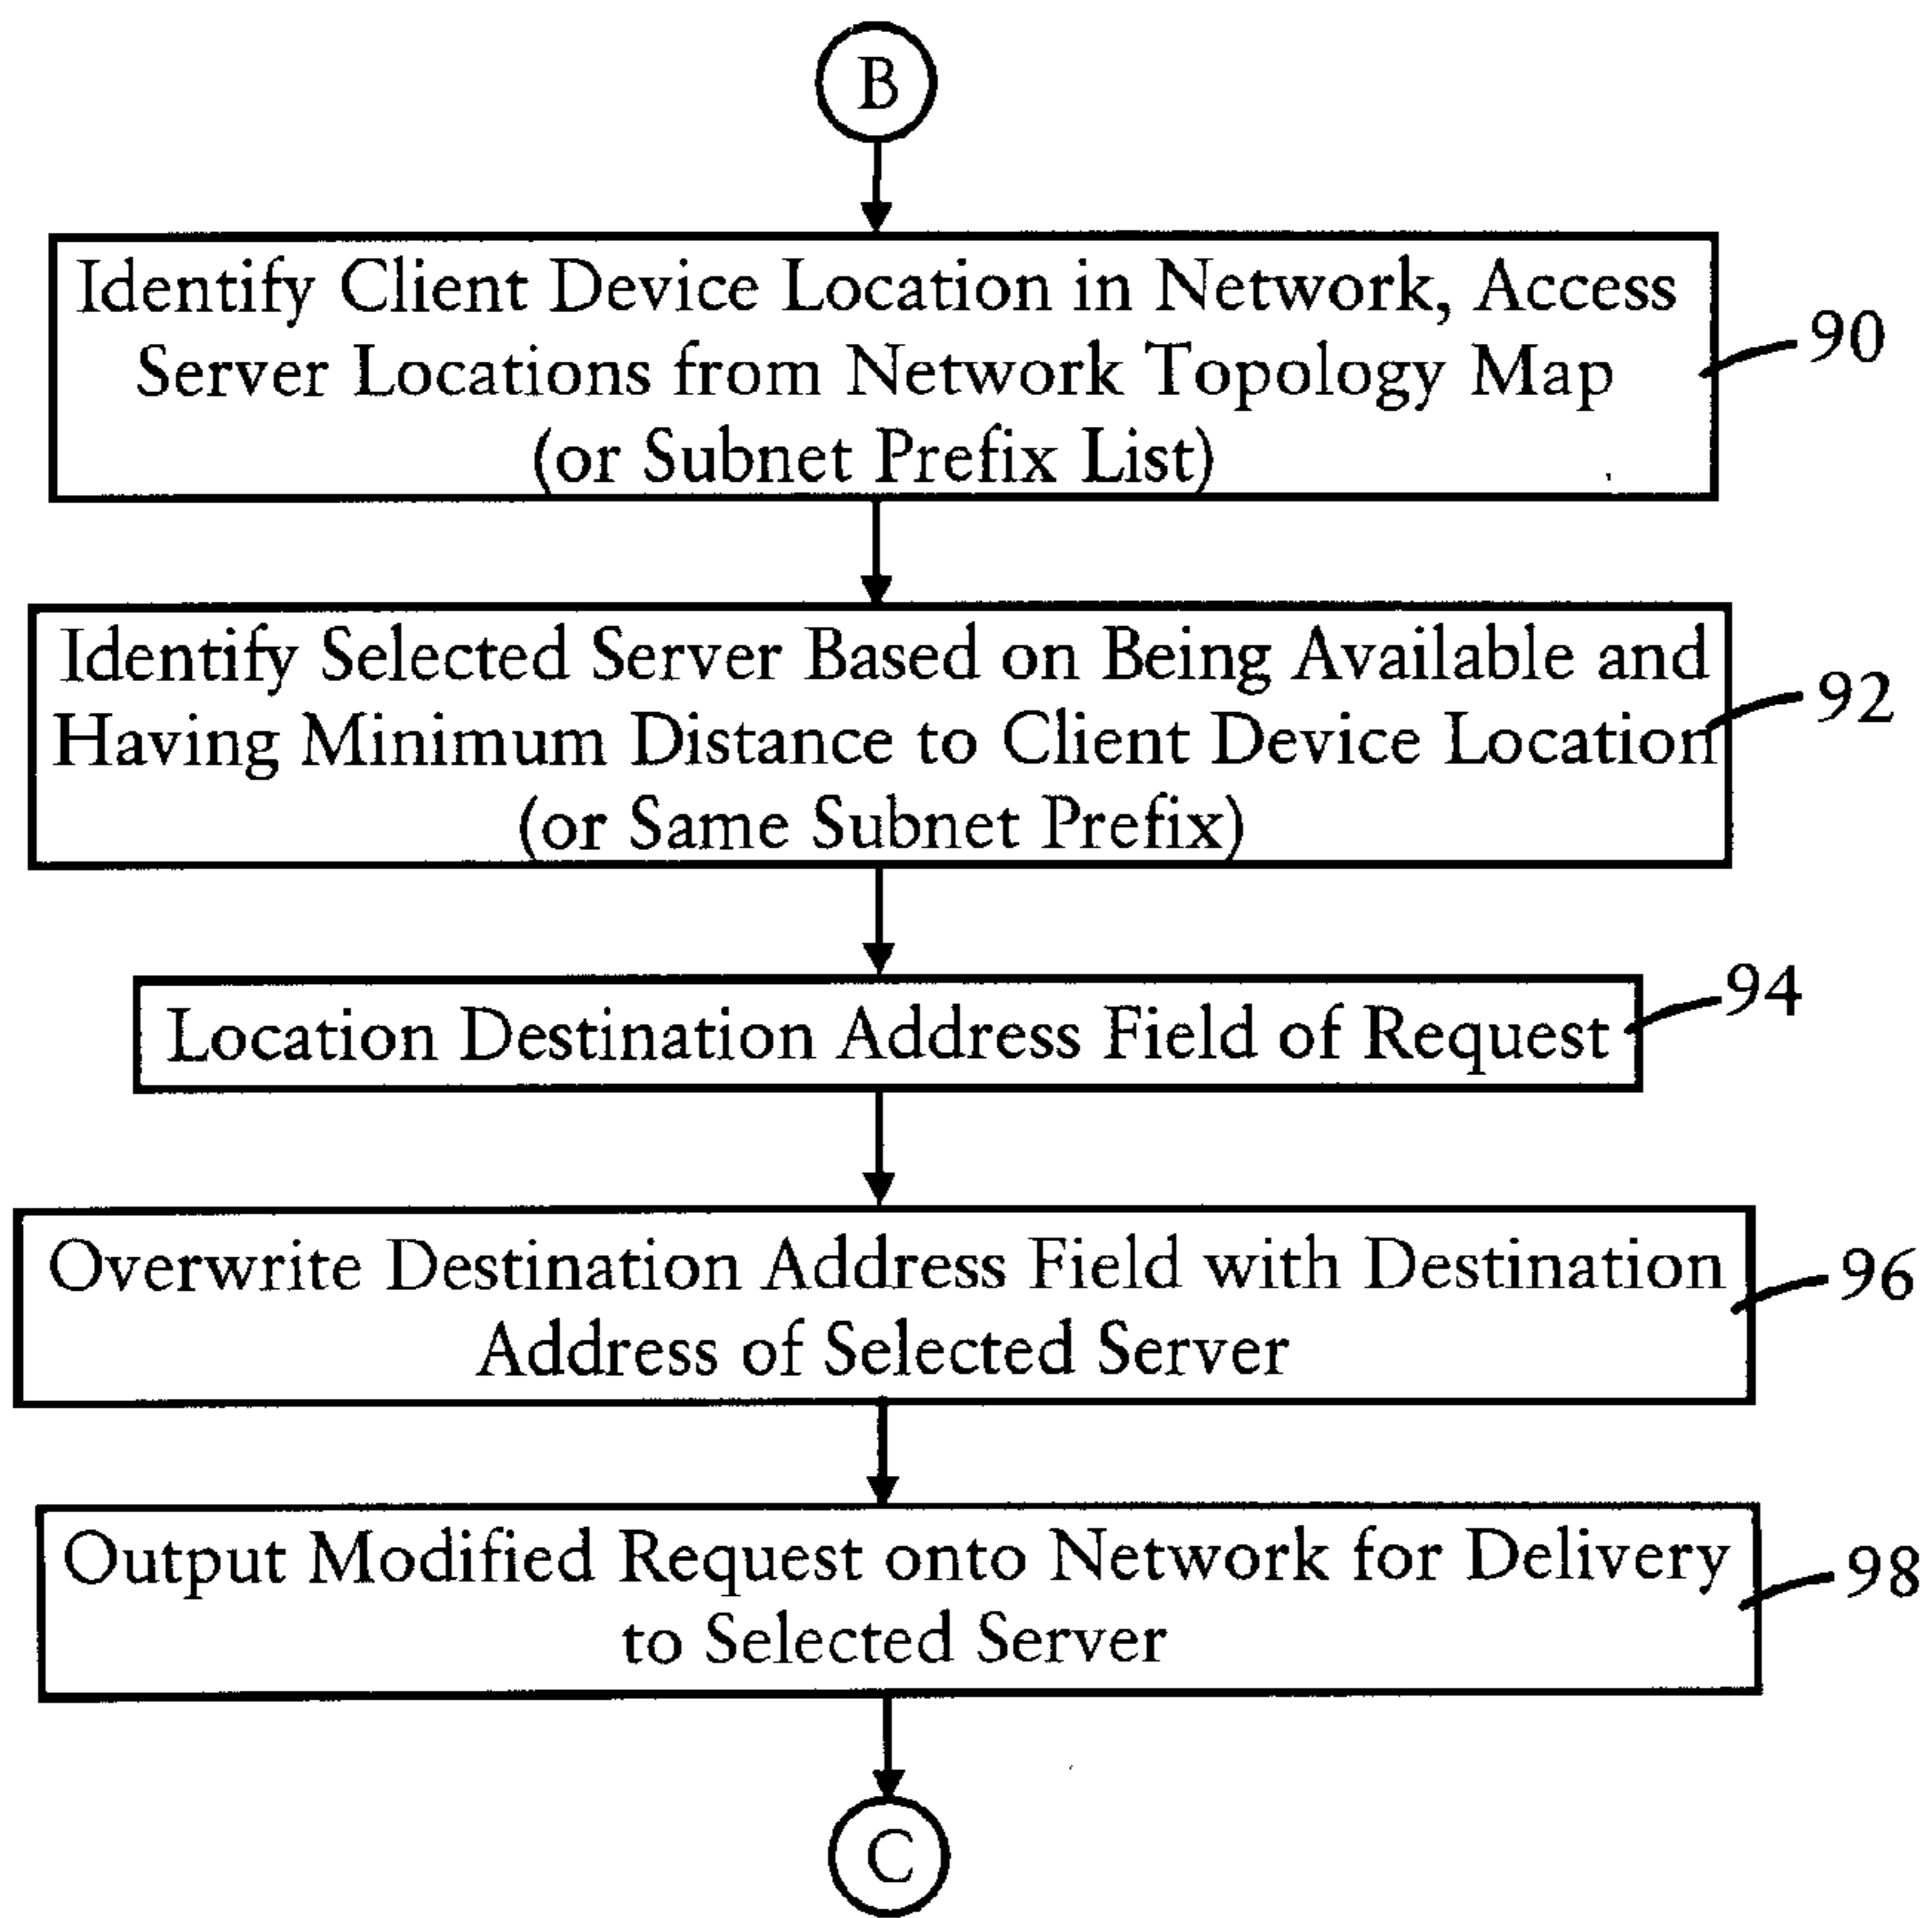 B
Identify Client Device Location in Network, Access
Server Locations from Network Topology Map
(or Subnet Prefix List)
90
Identify Selected Server Based on Being Available and
Having Minimum Distance to Client Device Location
(or Same Subnet Prefix)
92
Location Destination Address Field of Request
94
Overwrite Destination Address Field with Destination
Address of Selected Server
96
Output Modified Request onto Network for Delivery
to Selected Server
98
C